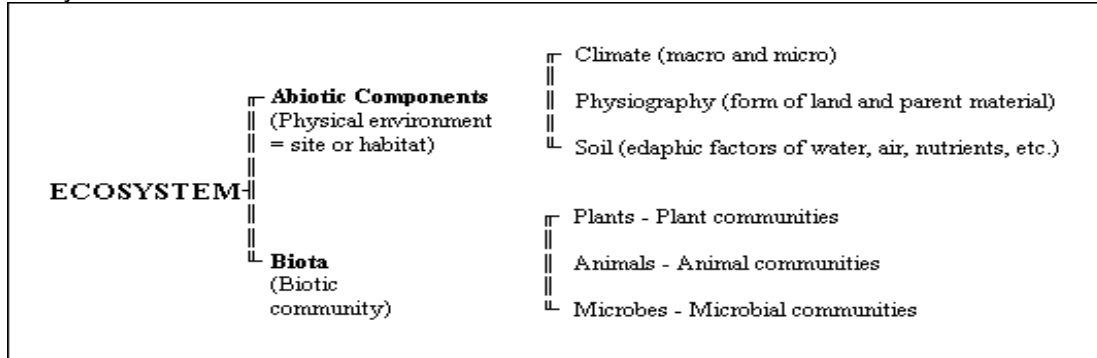 Climate (macro and micro)
Abiotic Components
(Physical environment
= site or habitat)
Physiography (form of land and parent material)
Soil (edaphic factors of water, air, nutrients, etc.)
ECOSYSTEM
Plants - Plant communities
Biota
(Biotic
community)
Animals - Animal communities
Microbes - Microbial communities